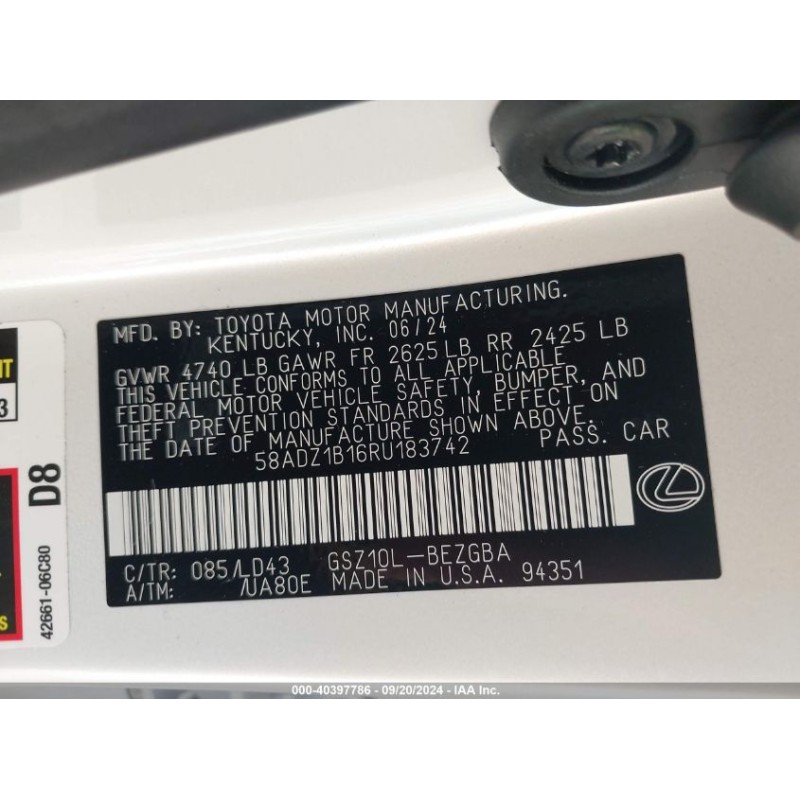 MFD. BY: TOYOTA MOTOR MANUFACTURING.
KENTUCKY, INC. 06/24
GVWR 4740 LB GAWR FR 2625 LB RR 2425 LB
THIS VEHICLE CONFORMS TO ALL APPLICABLE
FEDERAL MOTOR VEHICLE SAFETY, BUMPER, AND
THEFT PREVENTION STANDARDS IN EFFECT ON
THE DATE OF MANUFACTURE SHOWN ABOVE.
58ADZ1B16RU183742 PASS. CAR
C/TR: 085/LD43 GSZ10L-BEZGBA
A/TM: /UA80E MADE IN U.S.A. 94351
D8
42661-06C80
3
000-40397786 - 09/20/2024 - IAA Inc.